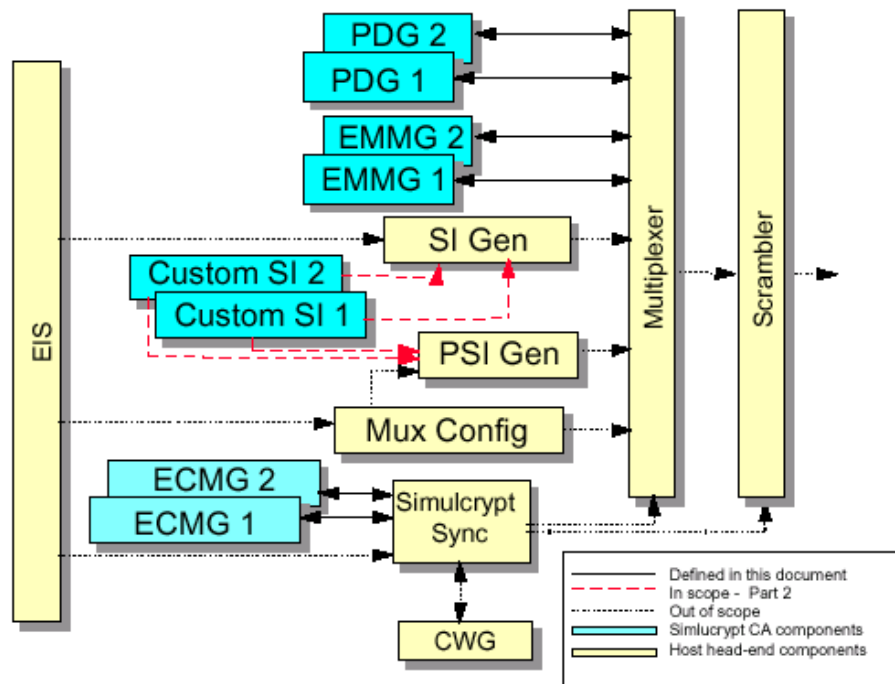 PDG 2
PDG 1
EMMG 2
EMMG 1
SI Gen
Custom SI 2
Custom SI 1
PSI Gen
Mux Config
ECMG 2
ECMG 1
Simulcrypt
Sync
CWG
EIS
Multiplexer
Scrambler
Defined in this document
In scope - Part 2
Out of scope
Simlucrypt CA components
Host head-end components